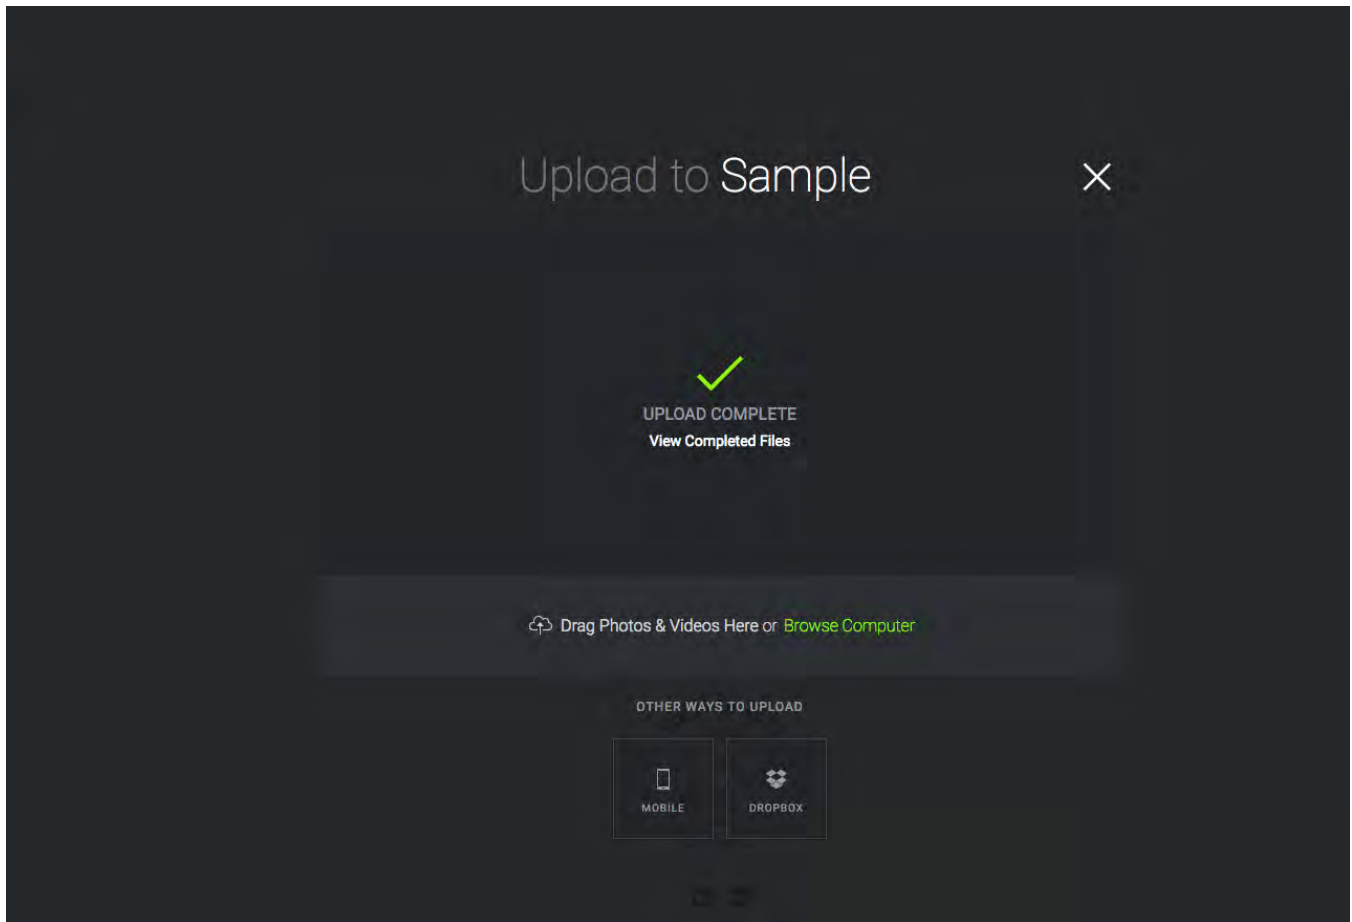 Upload to Sample
UPLOAD COMPLETE
View Completed Files
Drag Photos & Videos Here or Browse Computer
OTHER WAYS TO UPLOAD
MOBILE
DROPBOX